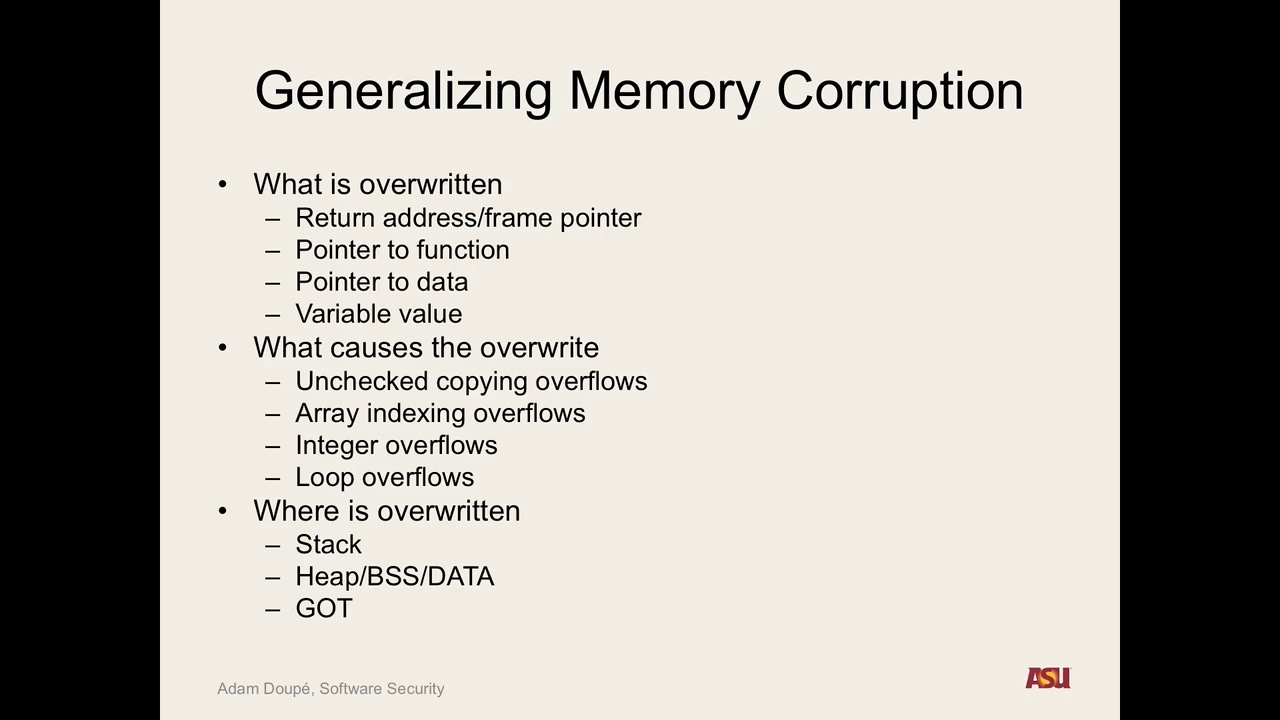 Generalizing Memory Corruption
• What is overwritten
– Return address/frame pointer
– Pointer to function
– Pointer to data
– Variable value
• What causes the overwrite
– Unchecked copying overflows
– Array indexing overflows
– Integer overflows
– Loop overflows
• Where is overwritten
– Stack
– Heap/BSS/DATA
– GOT
Adam Doupé, Software Security
ASU